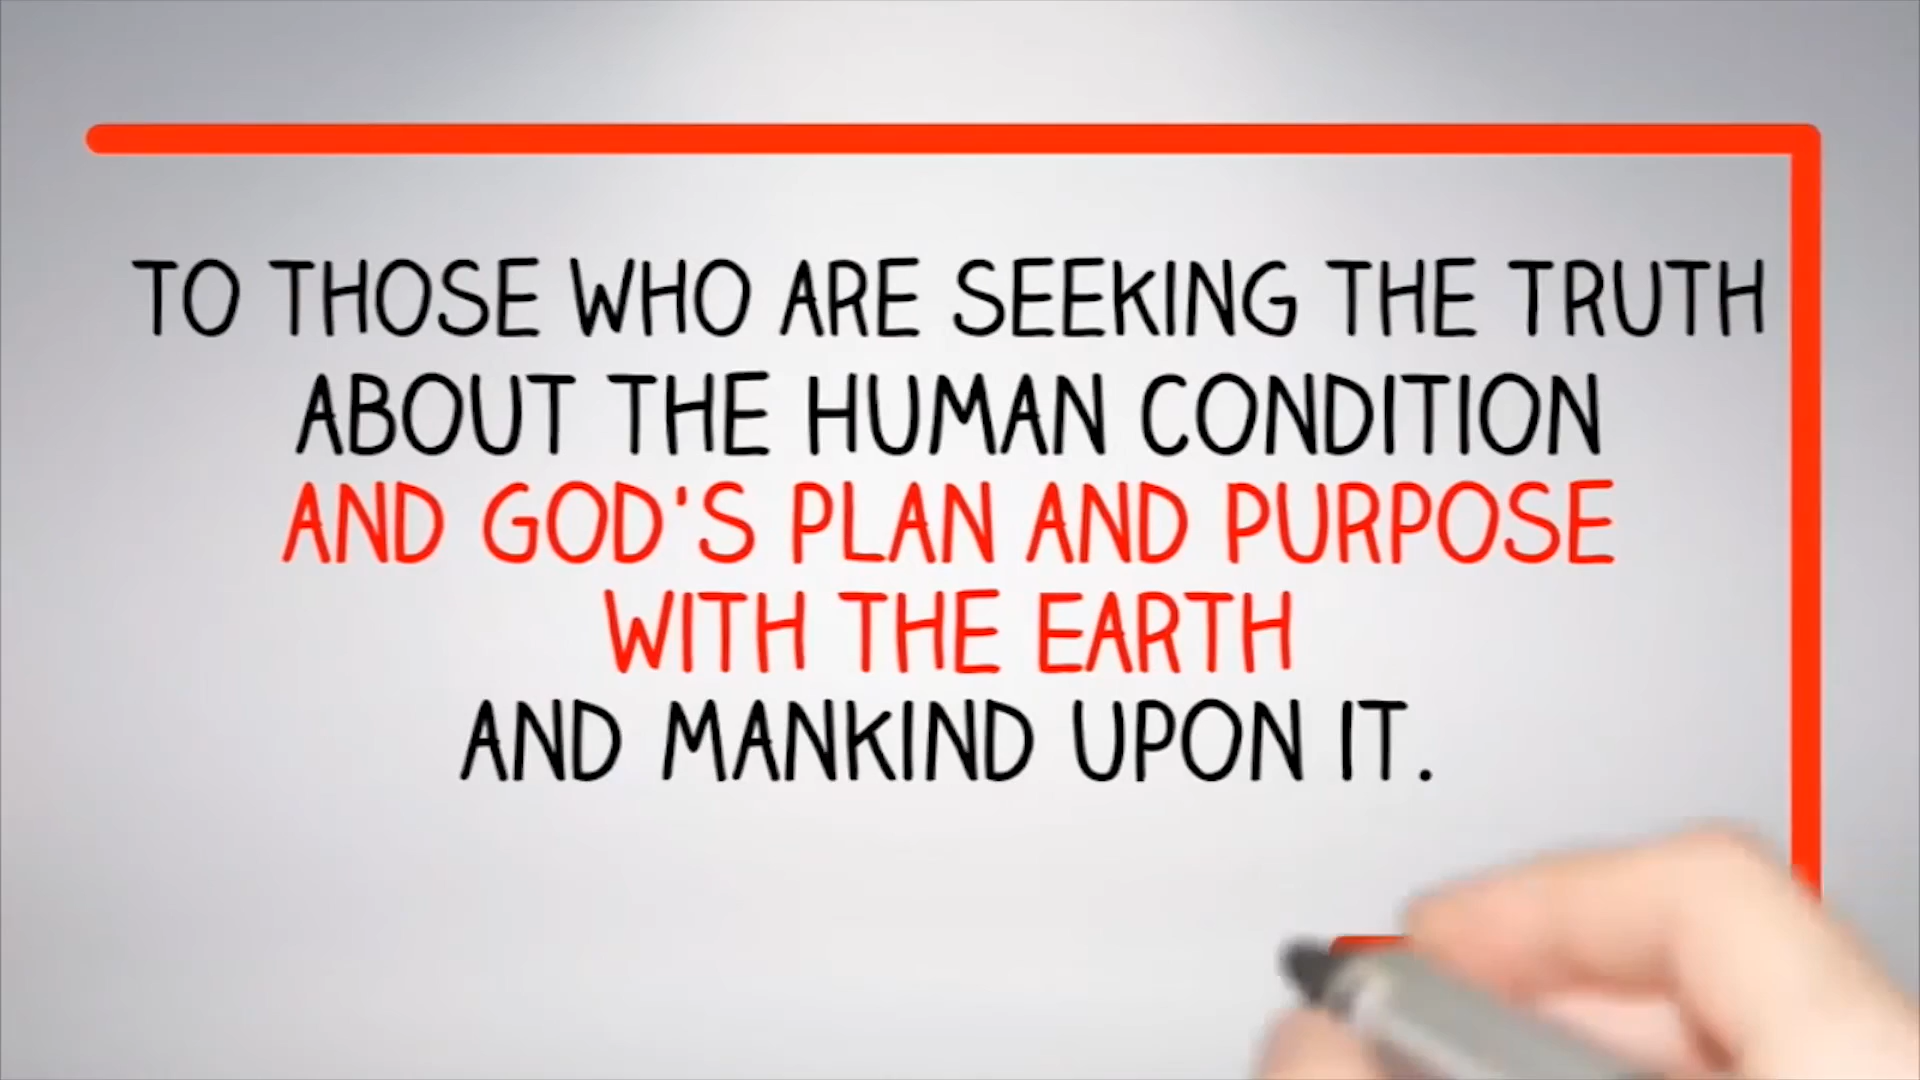 TO THOSE WHO ARE SEEKING THE TRUTH
ABOUT THE HUMAN CONDITION
AND GOD'S PLAN AND PURPOSE
WITH THE EARTH
AND MANKIND UPON IT.